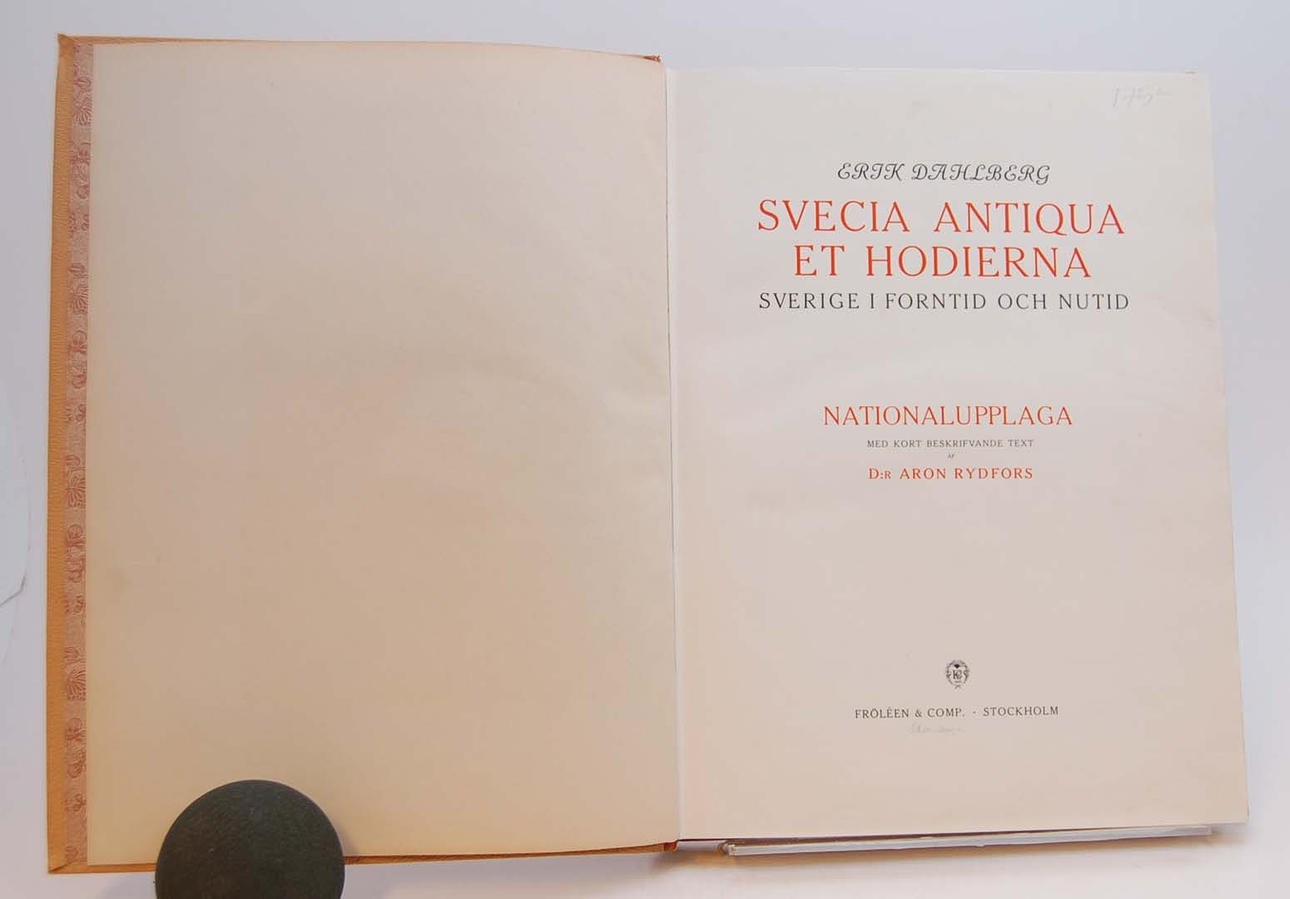 ERIK DAHLBERG
SVECIA ANTIQUA
ET HODIERNA
SVERIGE I FORNTID OCH NUTID
NATIONALUPPLAGA
MED KORT BESKRIFVANDE TEXT
AF
D:R ARON RYDFORS
FRÖLÉEN & COMP. · STOCKHOLM